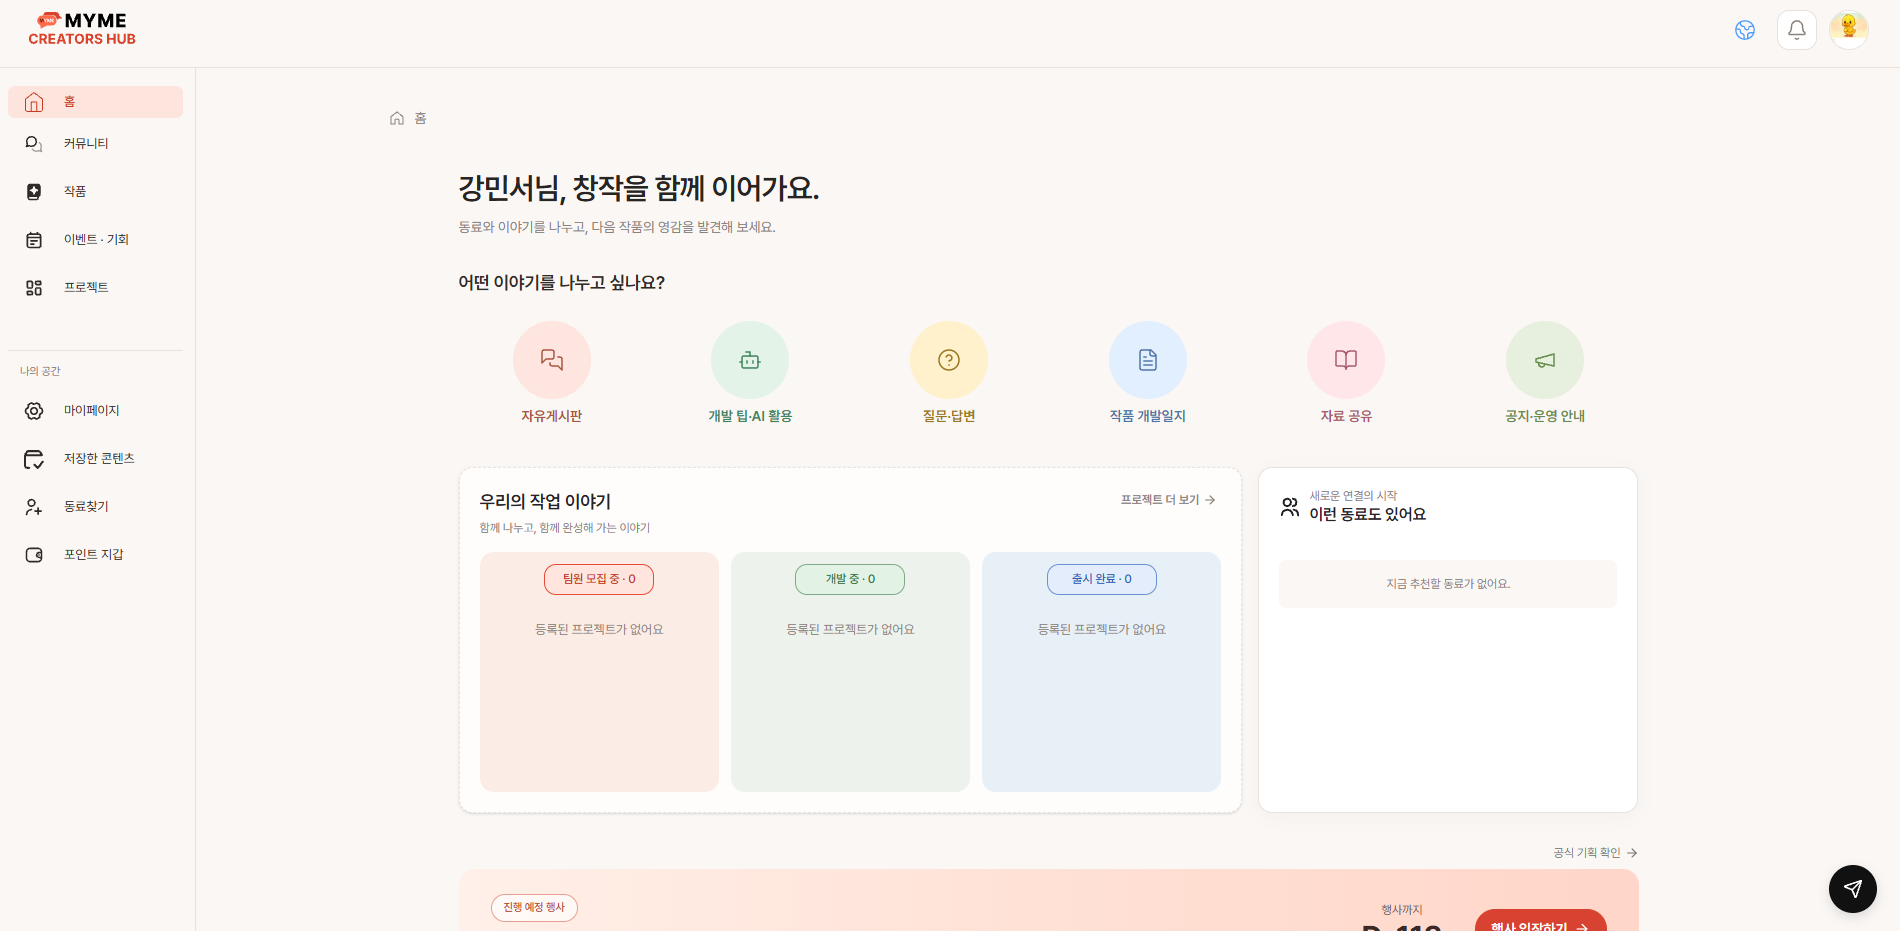 MYME
CREATORS HUB
홈
커뮤니티
작품
이벤트 · 기회
프로젝트
나의 공간
마이페이지
저장한 콘텐츠
동료찾기
포인트 지갑
홈
강민서님, 창작을 함께 이어가요.
동료와 이야기를 나누고, 다음 작품의 영감을 발견해 보세요.
어떤 이야기를 나누고 싶나요?
자유게시판
개발 팁·AI 활용
질문·답변
작품 개발일지
자료 공유
공지·운영 안내
우리의 작업 이야기
프로젝트 더 보기 →
함께 나누고, 함께 완성해 가는 이야기
팀원 모집 중 · 0
등록된 프로젝트가 없어요
개발 중 · 0
등록된 프로젝트가 없어요
출시 완료 · 0
등록된 프로젝트가 없어요
새로운 연결의 시작
이런 동료도 있어요
지금 추천할 동료가 없어요.
공식 기획 확인 →
진행 예정 행사
행사까지
행사 입장하기 →